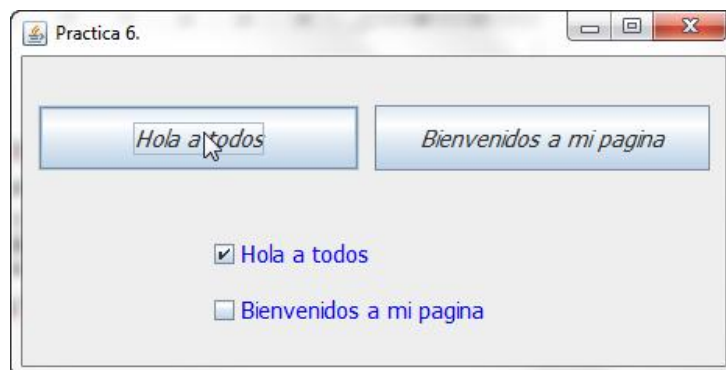 Practica 6.
Hola a todos Bienvenidos a mi pagina
Hola a todos
Bienvenidos a mi pagina